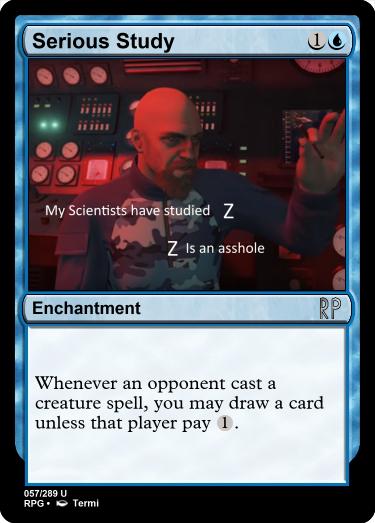 Serious Study 1
My Scientists have studied Z
Z Is an asshole
Enchantment RP
Whenever an opponent cast a
creature spell, you may draw a card
unless that player pay 1.
057/289 U
RPG • Termi